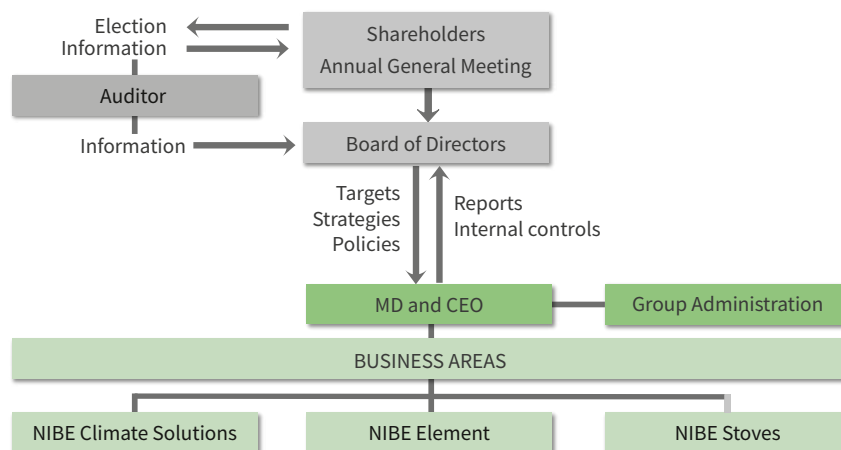 Election
Information
Shareholders
Annual General Meeting
Auditor
Information
Board of Directors
Targets
Strategies
Policies
Reports
Internal controls
MD and CEO
Group Administration
BUSINESS AREAS
NIBE Climate Solutions
NIBE Element
NIBE Stoves